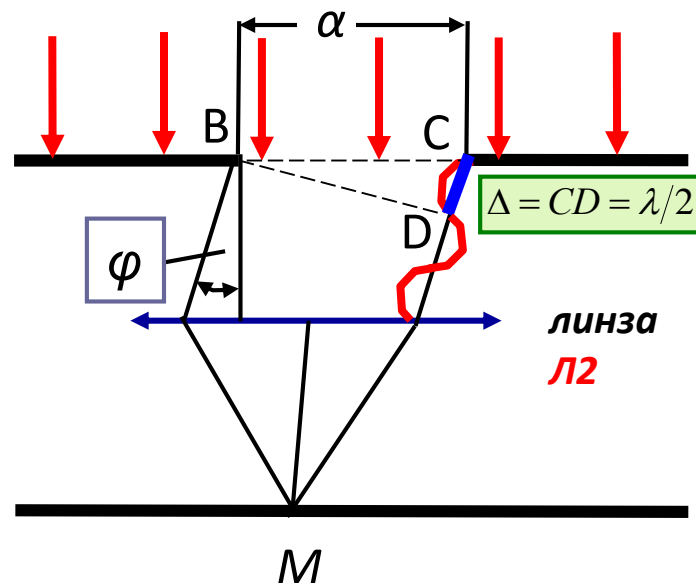 α
B
C
Δ = CD = λ/2
D
φ
линза
Л2
M